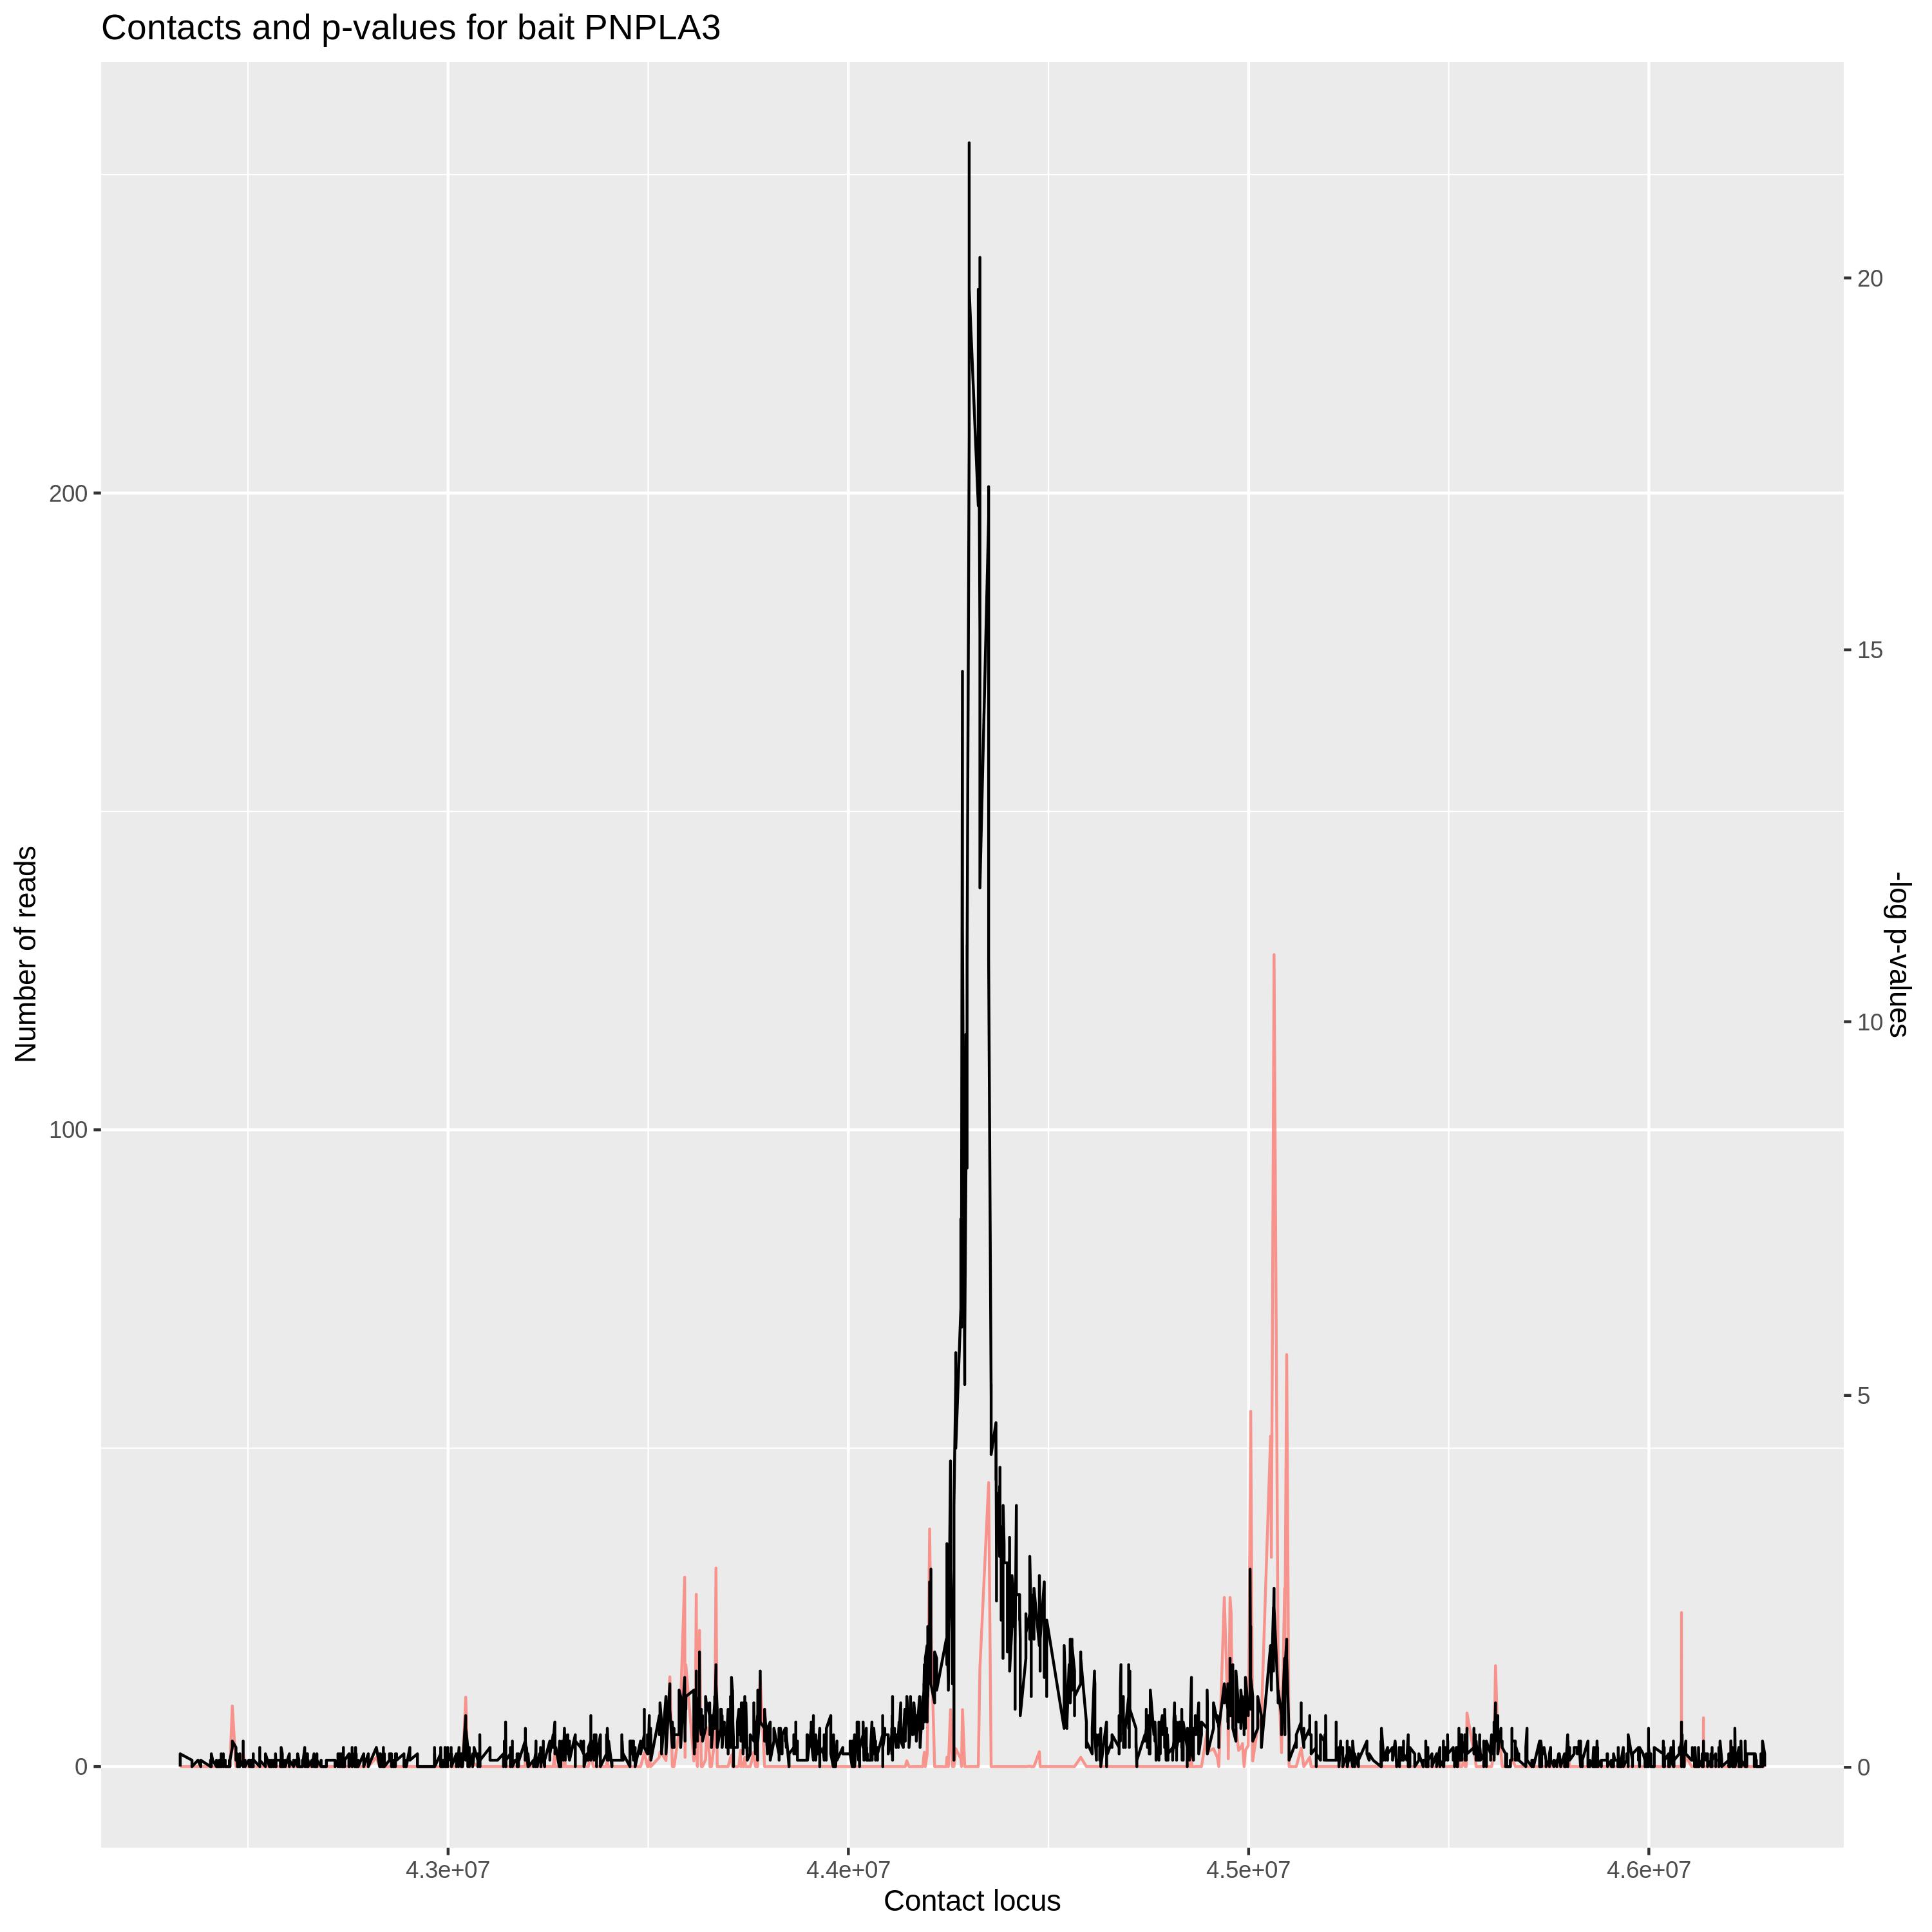 Contacts and p-values for bait PNPLA3
Number of reads
200
100
0
20
15
10
5
0
-log p-values
4.3e+07
4.4e+07
4.5e+07
4.6e+07
Contact locus